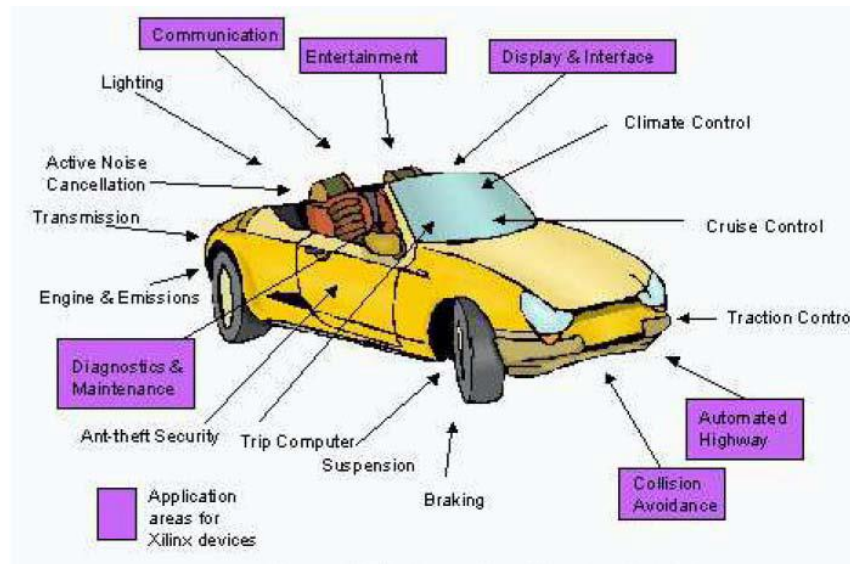 Communication
Entertainment
Display & Interface
Lighting
Climate Control
Active Noise
Cancellation
Transmission
Cruise Control
Engine & Emissions
Traction Control
Diagnostics &
Maintenance
Automated
Highway
Ant-theft Security
Trip Computer
Suspension
Collision
Avoidance
Braking
Application
areas for
Xilinx devices